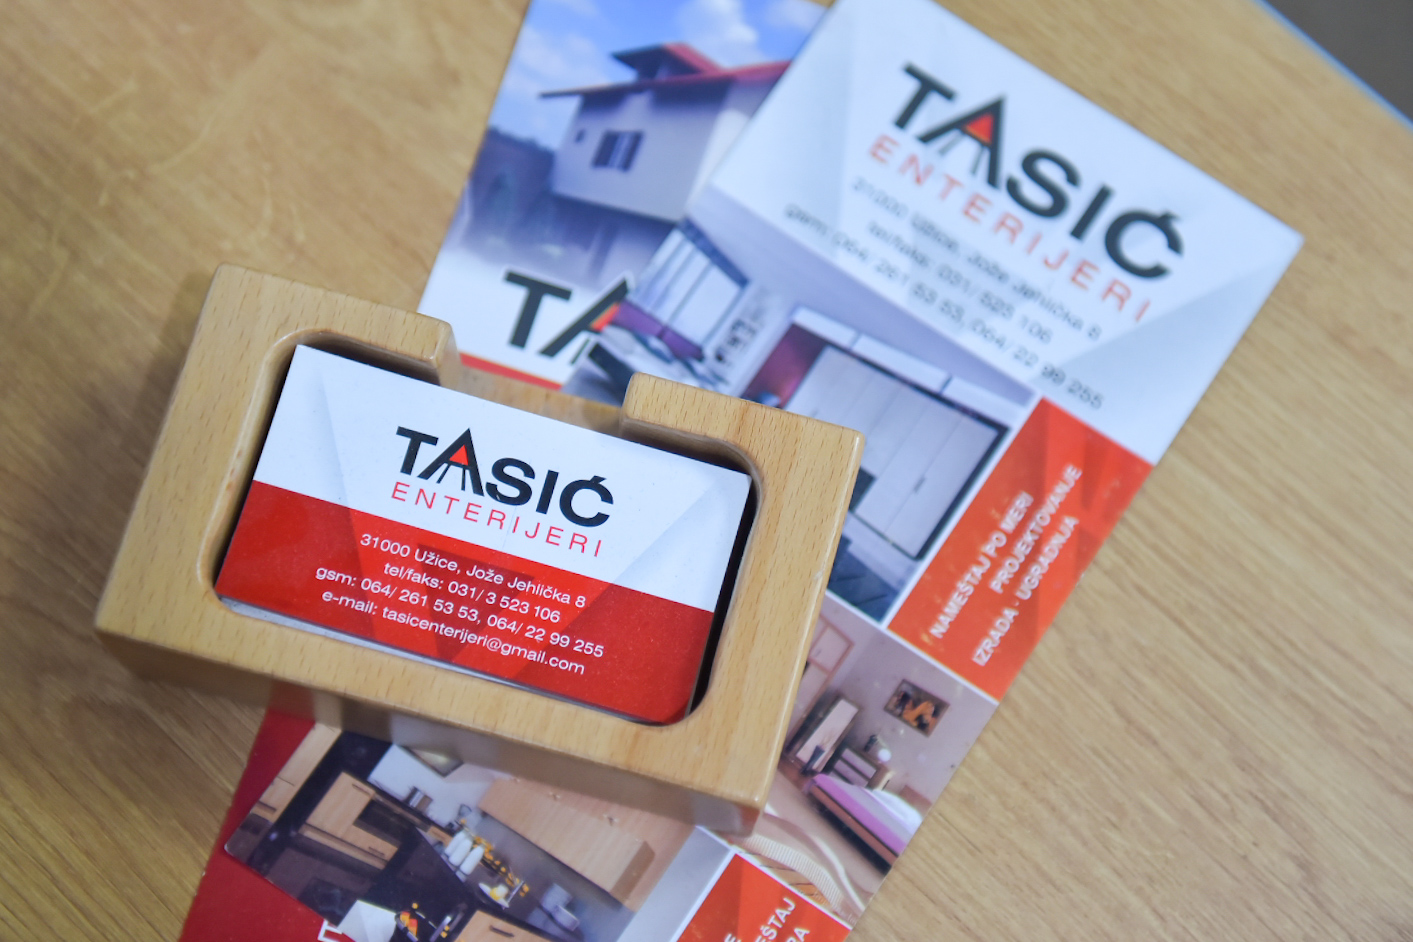 TASIĆ
ENTERIJERI
31000 Užice, Jože Jehlička 8
tel/faks: 031/ 525 106
gsm: 064/ 261 53 53, 064/ 22 99 255
NAMEŠTAJ PO MERI
PROJEKTOVANJE
IZRADA - UGRADNJA
TA
TASIĆ
ENTERIJERI
31000 Užice, Jože Jehlička 8
tel/faks: 031/ 3 523 106
gsm: 064/ 261 53 53, 064/ 22 99 255
e-mail: tasicenterijeri@gmail.com